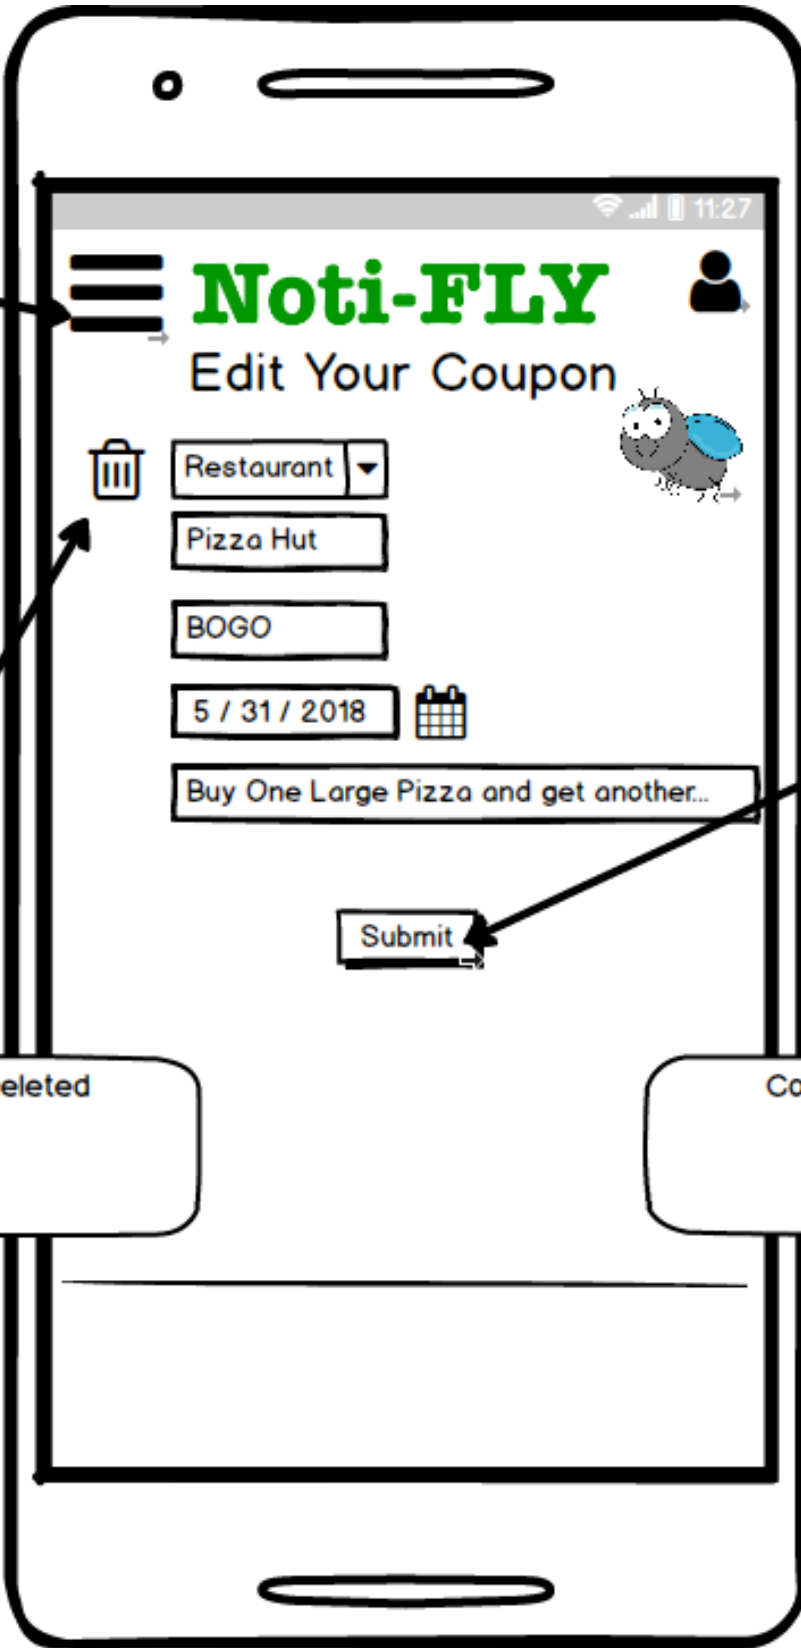 11:27
Noti-FLY
Edit Your Coupon
Restaurant
Pizza Hut
BOGO
5 / 31 / 2018
Buy One Large Pizza and get another...
Submit
eleted
Co